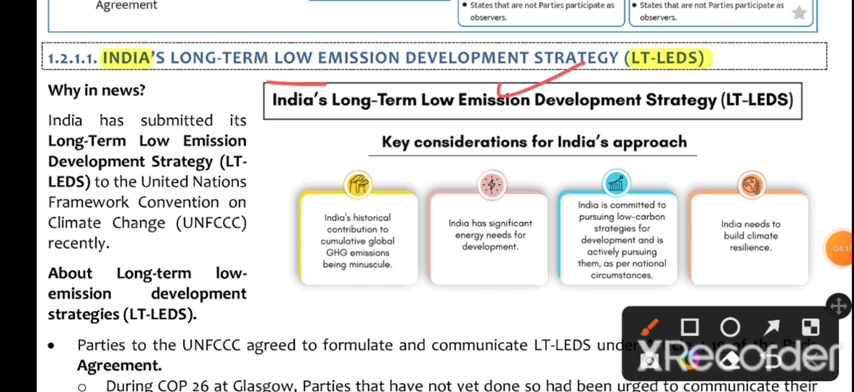 Agreement
• States that are not Parties participate as
observers.
• States that are not Parties participate as
observers.
1.2.1.1. INDIA'S LONG-TERM LOW EMISSION DEVELOPMENT STRATEGY (LT-LEDS)
Why in news?
India has submitted its
Long-Term Low Emission
Development Strategy (LT-
LEDS) to the United Nations
Framework Convention on
Climate Change (UNFCCC)
recently.
About Long-term low-
emission development
strategies (LT-LEDS).
India's Long-Term Low Emission Development Strategy (LT-LEDS)
Key considerations for India's approach
India's historical
contribution to
cumulative global
GHG emissions
being minuscule.
India has significant
energy needs for
development.
India is committed to
pursuing low-carbon
strategies for
development and is
actively pursuing
them, as per national
circumstances.
India needs to
build climate
resilience.
04:17
• Parties to the UNFCCC agreed to formulate and communicate LT-LEDS under
Agreement.
o During COP 26 at Glasgow, Parties that have not yet done so had been urged to communicate their
XRecorder